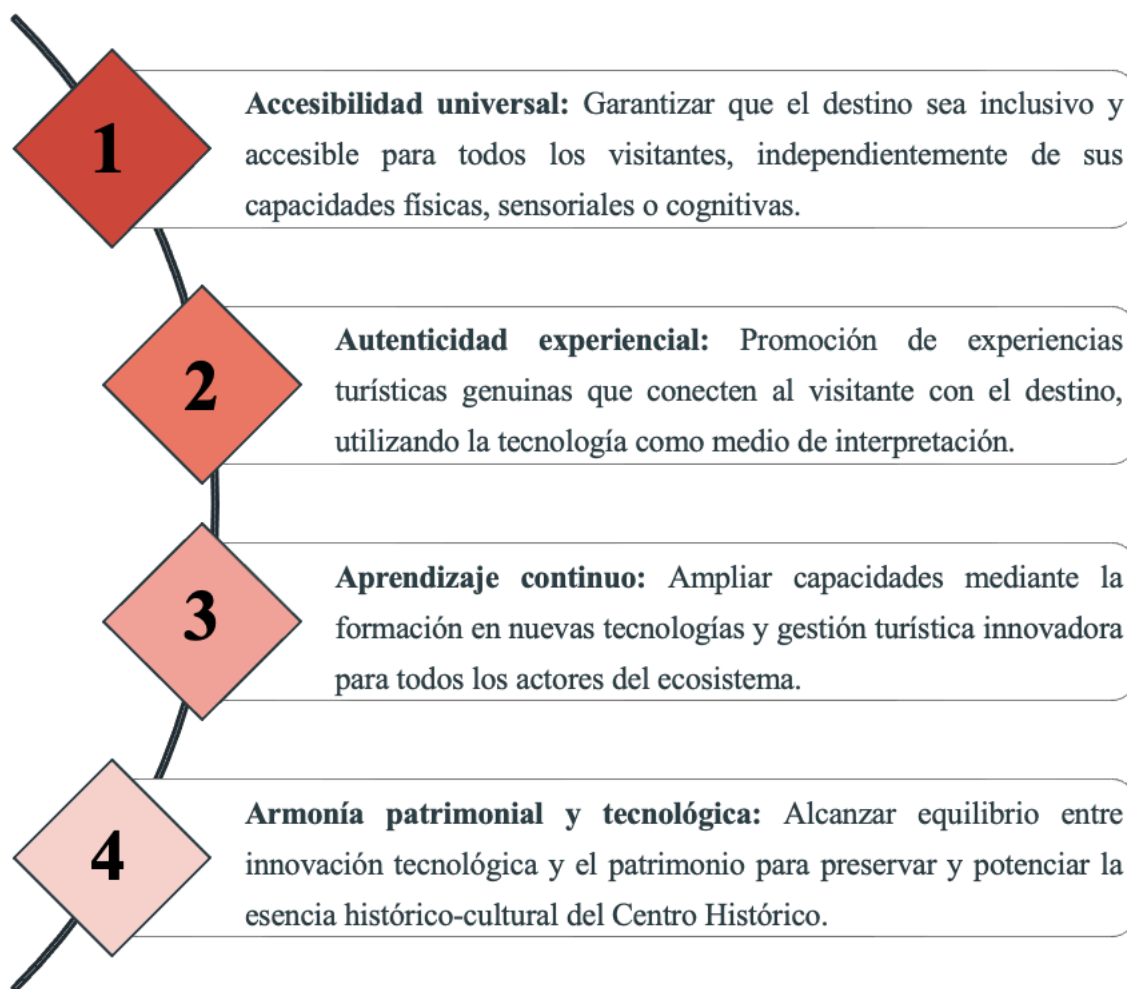 1
Accesibilidad universal: Garantizar que el destino sea inclusivo y
accesible para todos los visitantes, independientemente de sus
capacidades físicas, sensoriales o cognitivas.
2
Autenticidad experiencial: Promoción de experiencias
turísticas genuinas que conecten al visitante con el destino,
utilizando la tecnología como medio de interpretación.
3
Aprendizaje continuo: Ampliar capacidades mediante la
formación en nuevas tecnologías y gestión turística innovadora
para todos los actores del ecosistema.
4
Armonía patrimonial y tecnológica: Alcanzar equilibrio entre
innovación tecnológica y el patrimonio para preservar y potenciar la
esencia histórico-cultural del Centro Histórico.